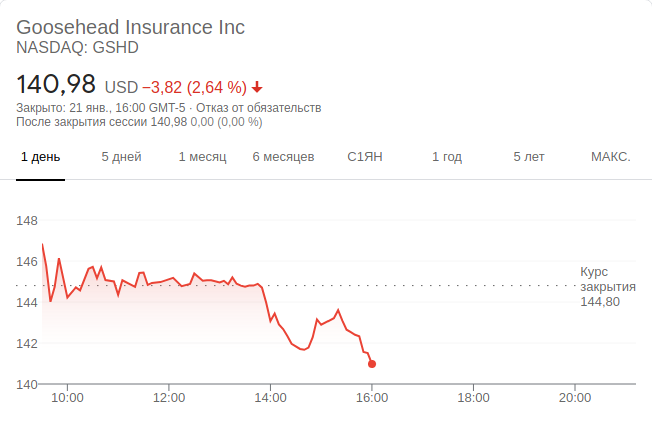 Goosehead Insurance Inc
NASDAQ: GSHD
140,98 USD −3,82 (2,64 %)
Закрыто: 21 янв., 16:00 GMT-5 · Отказ от обязательств
После закрытия сессии 140,98 0,00 (0,00 %)
1 день 5 дней 1 месяц 6 месяцев С1ЯН 1 год 5 лет МАКС.
148
146
Курс
закрытия
144,80
144
142
140
10:00 12:00 14:00 16:00 18:00 20:00